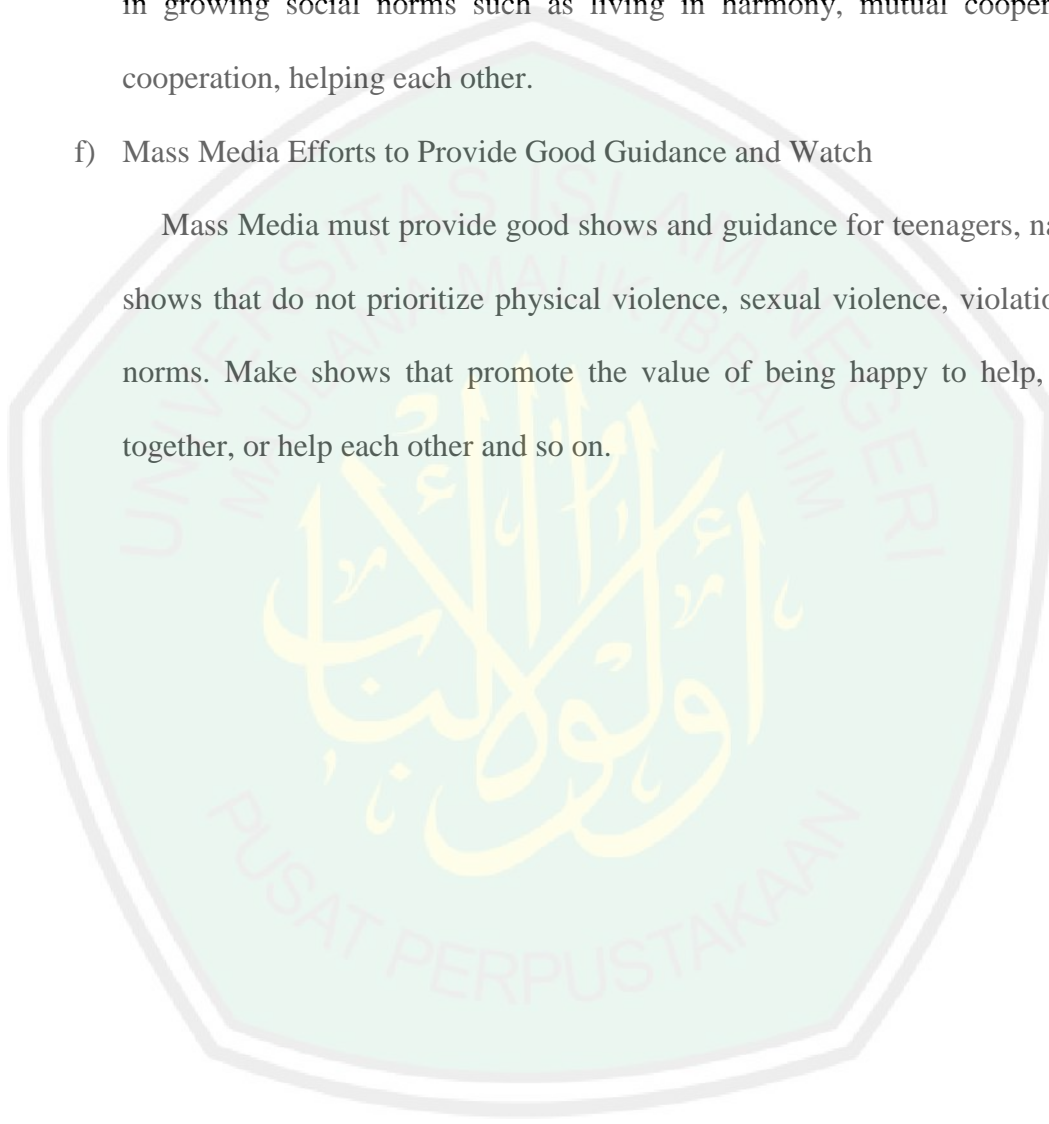 in growing social norms such as living in harmony, mutual
cooperation, helping each other.
f) Mass Media Efforts to Provide Good Guidance and Watch
Mass Media must provide good shows and guidance for teenagers,
shows that do not prioritize physical violence, sexual violence,
norms. Make shows that promote the value of being happy to help,
together, or help each other and so on.
UNIVERSITAS ISLAM NEGERI
MAULANA MALIK IBRAHIM
أولوا الألباب
PUSAT PERPUSTAKAAN